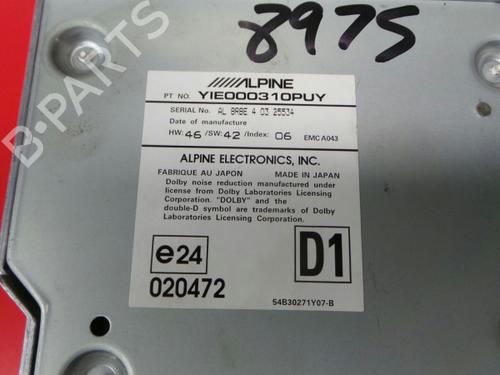 8975
ALPINE
PT NO. YIE000310PUY
SERIAL No. AL 8RBE 4 03 25534
Date of manufacture
HW: 46 /SW: 42 /Index: 06 EMC A043
ALPINE ELECTRONICS, INC.
FABRIQUE AU JAPON MADE IN JAPAN
Dolby noise reduction manufactured under
license from Dolby Laboratories Licensing
Corporation. "DOLBY" and the
double-D symbol are trademarks of Dolby
Laboratories Licensing Corporation.
e24
D1
020472
54B30271Y07-B
B-PARTS